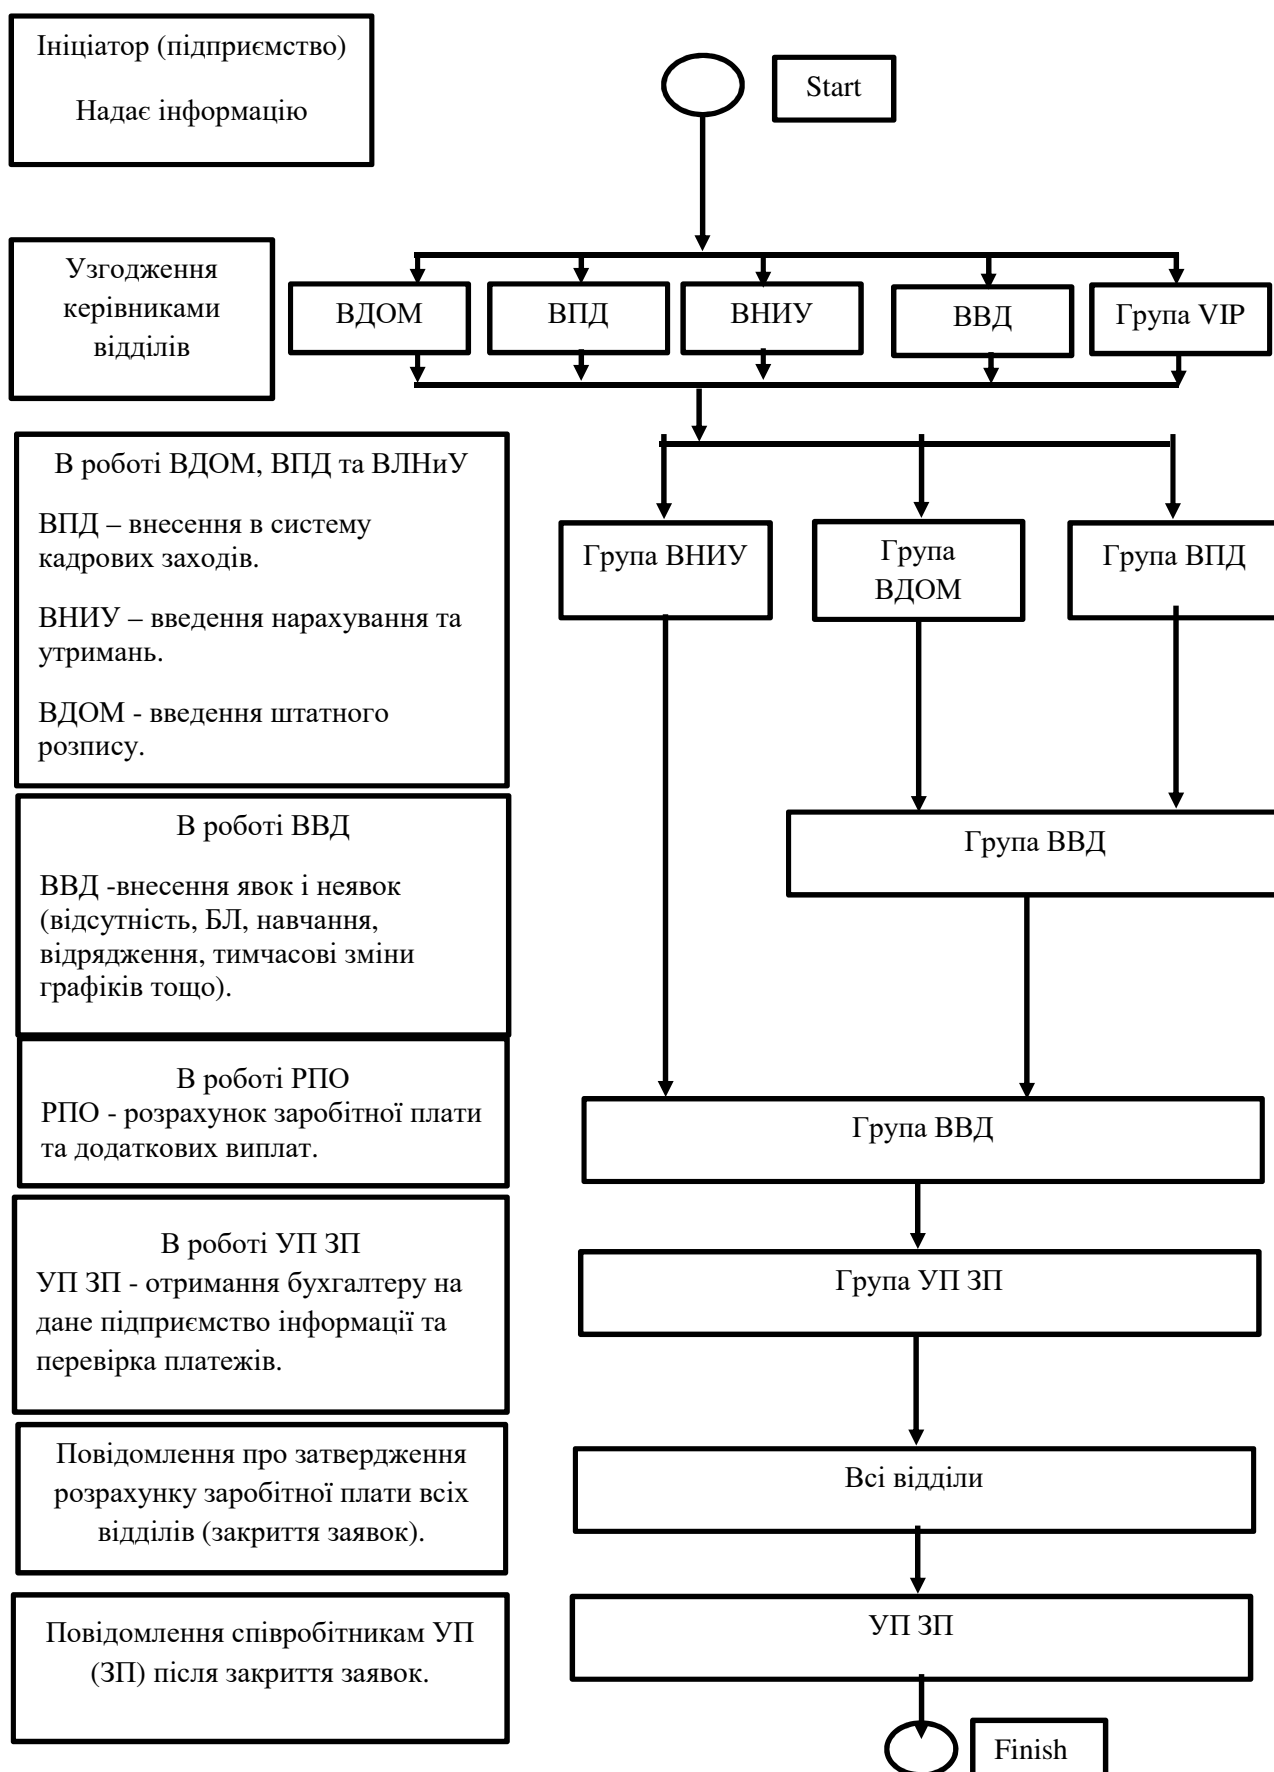 Ініціатор (підприємство)
Надає інформацію
Start
Узгодження
керівниками
відділів
ВДОМ
ВПД
ВНИУ
ВВД
Група VIP
В роботі ВДОМ, ВПД та ВЛНиУ
ВПД – внесення в систему
кадрових заходів.
ВНИУ – введення нарахування та
утримань.
ВДОМ - введення штатного
розпису.
Група ВНИУ
Група
ВДОМ
Група ВПД
В роботі ВВД
ВВД -внесення явок і неявок
(відсутність, БЛ, навчання,
відрядження, тимчасові зміни
графіків тощо).
Група ВВД
В роботі РПО
РПО - розрахунок заробітної плати
та додаткових виплат.
Група ВВД
В роботі УП ЗП
УП ЗП - отримання бухгалтеру на
дане підприємство інформації та
перевірка платежів.
Група УП ЗП
Повідомлення про затвердження
розрахунку заробітної плати всіх
відділів (закриття заявок).
Всі відділи
Повідомлення співробітникам УП
(ЗП) після закриття заявок.
УП ЗП
Finish